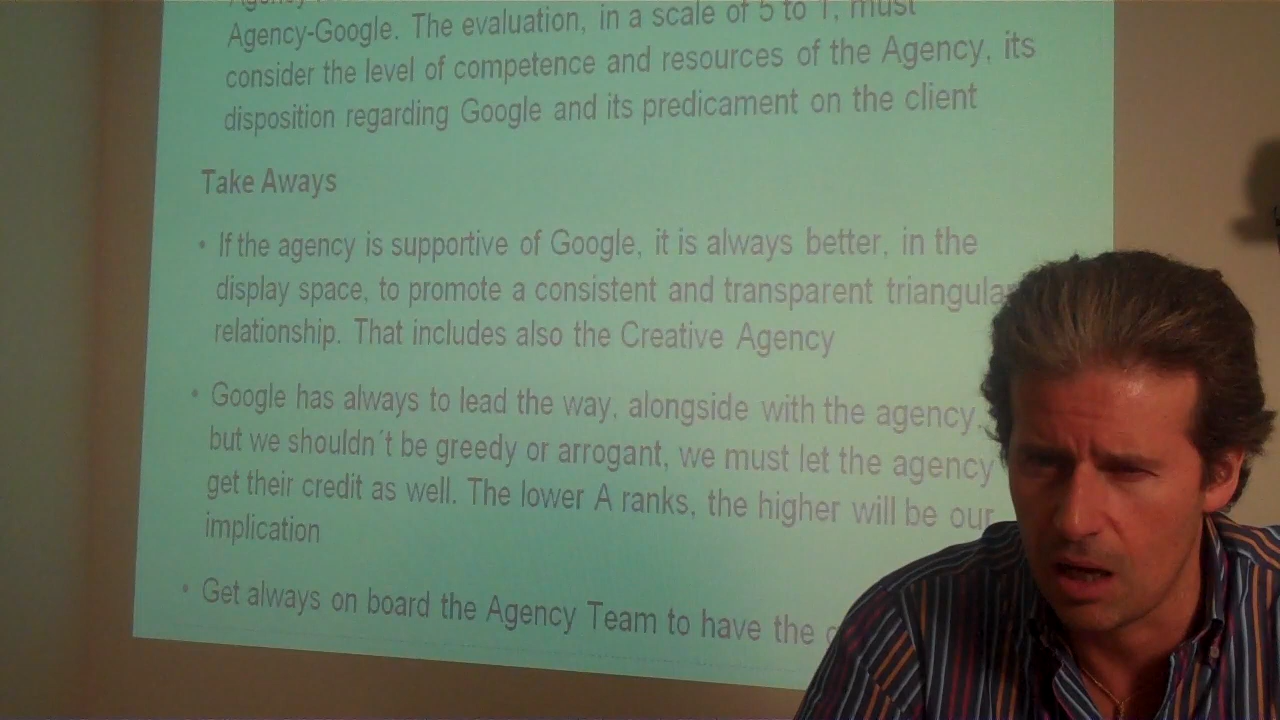 Agency-Google. The evaluation, in a scale of 5 to 1, must
consider the level of competence and resources of the Agency, its
disposition regarding Google and its predicament on the client
Take Aways
• If the agency is supportive of Google, it is always better, in the
display space, to promote a consistent and transparent triangular
relationship. That includes also the Creative Agency
• Google has always to lead the way, alongside with the agency,
but we shouldn´t be greedy or arrogant, we must let the agency
get their credit as well. The lower A ranks, the higher will be our
implication
• Get always on board the Agency Team to have the